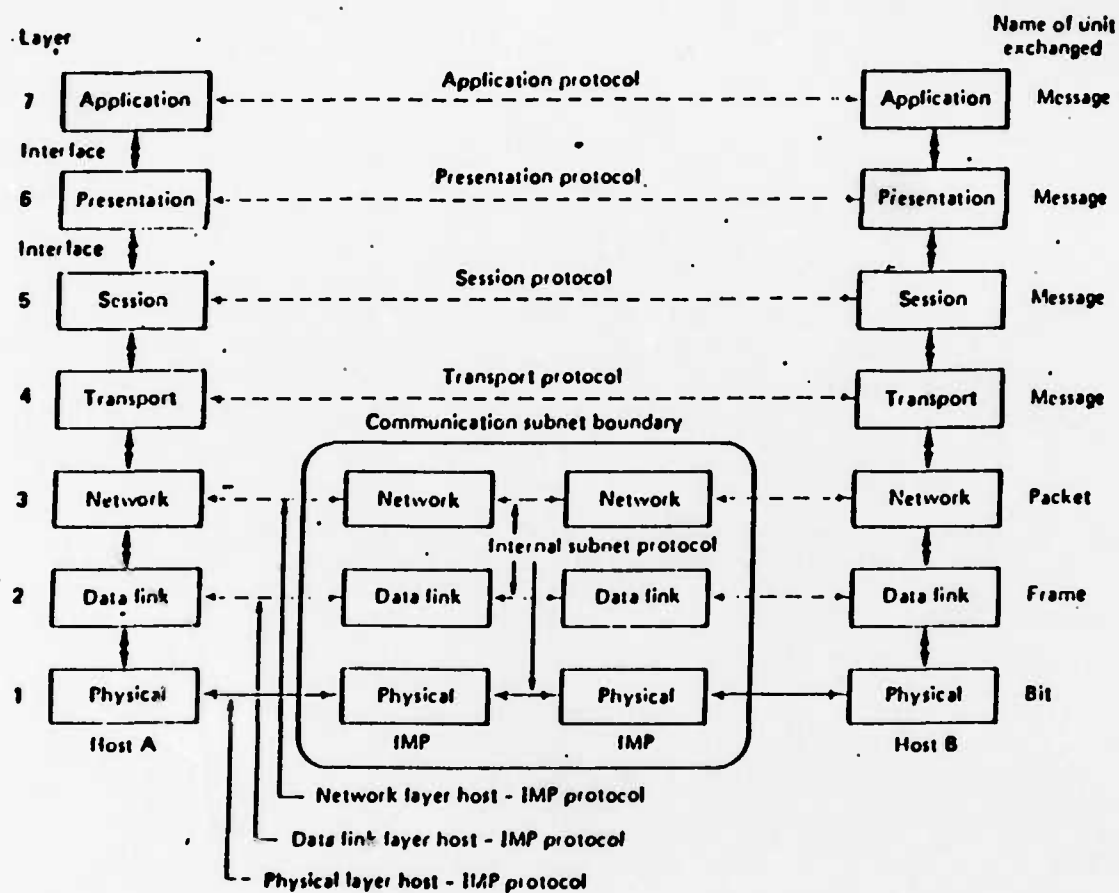 Layer
Name of unit
exchanged
Application protocol
7 Application Application Message
Interface
Presentation protocol
6 Presentation Presentation Message
Interface
Session protocol
5 Session Session Message
Transport protocol
4 Transport Transport Message
Communication subnet boundary
3 Network Network Network Network Packet
Internal subnet protocol
2 Data link Data link Data link Data link Frame
1 Physical Physical Physical Physical Bit
Host A IMP IMP Host B
Network layer host - IMP protocol
Data link layer host - IMP protocol
Physical layer host - IMP protocol